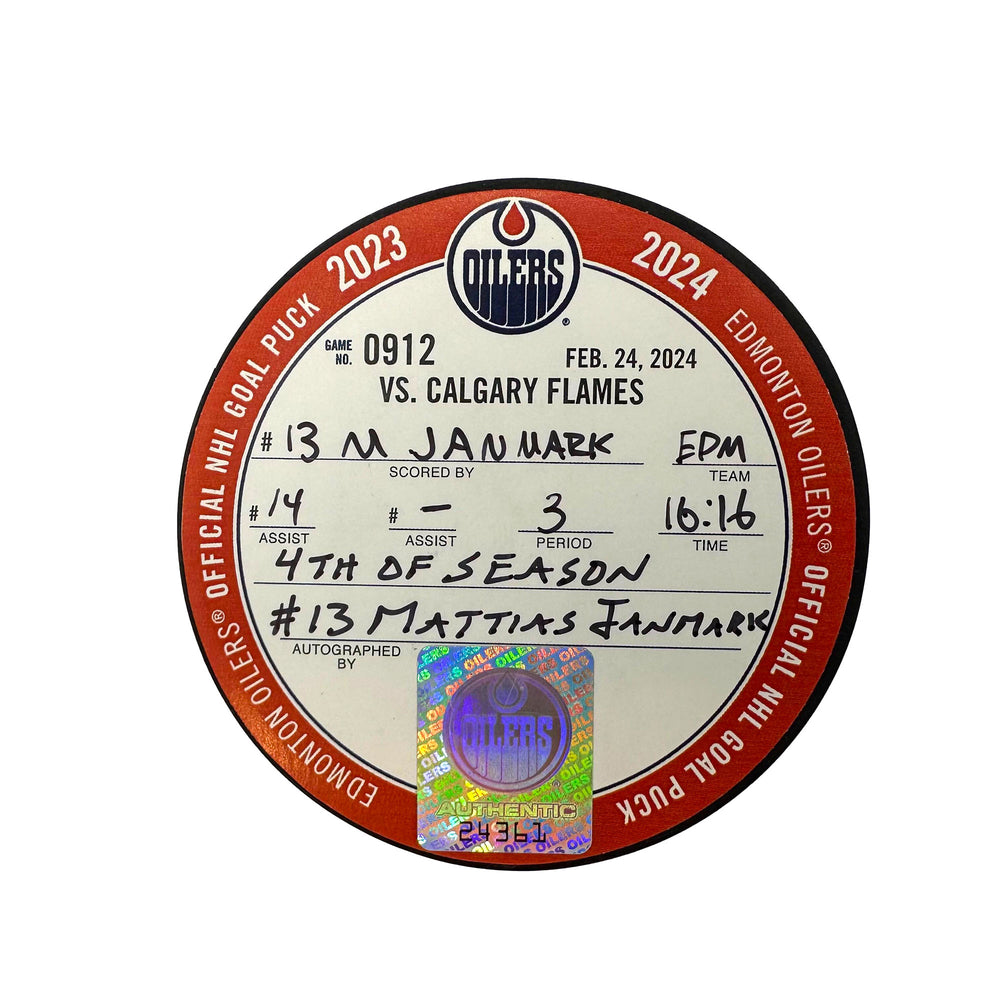 2023
2024
OILERS®
EDMONTON OILERS® OFFICIAL NHL GOAL PUCK
EDMONTON OILERS® OFFICIAL NHL GOAL PUCK
GAME NO. 0912
FEB. 24, 2024
VS. CALGARY FLAMES
# 13 M JANMARK EDM
SCORED BY TEAM
# 14 # – 3 16:16
ASSIST ASSIST PERIOD TIME
4TH OF SEASON
#13 MATTIAS JANMARK
AUTOGRAPHED BY
OILERS
AUTHENTIC
24361